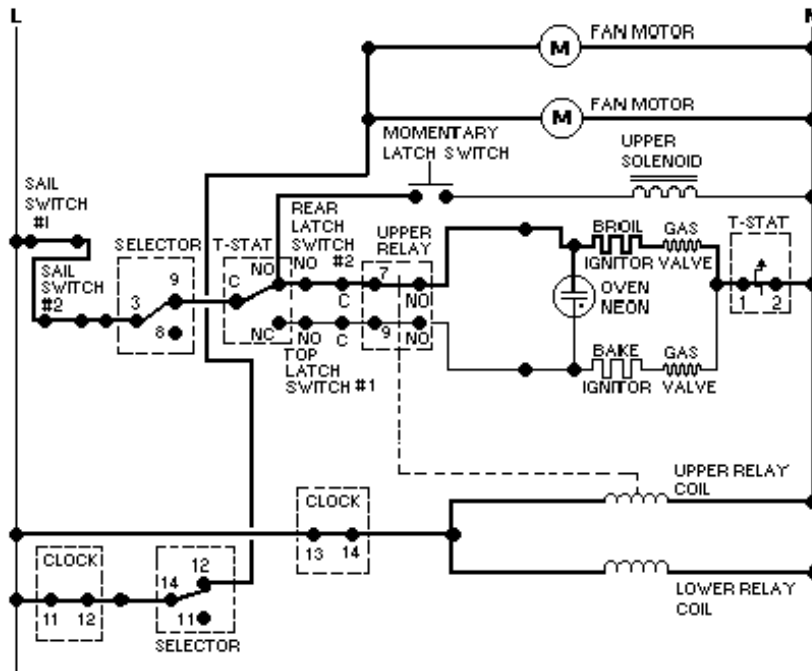 L
N
FAN MOTOR
M
FAN MOTOR
M
MOMENTARY
LATCH SWITCH
UPPER
SOLENOID
SAIL
SWITCH
#1
SAIL
SWITCH
#2
SELECTOR
9
3
8
T-STAT
NO
C
NC
REAR
LATCH
SWITCH #2
NO
C
UPPER
RELAY
7
NO
9
NO
NO
C
TOP
LATCH
SWITCH #1
BROIL
IGNITOR
GAS
VALVE
OVEN
NEON
BAKE
IGNITOR
GAS
VALVE
T-STAT
1
2
UPPER RELAY
COIL
CLOCK
13
14
LOWER RELAY
COIL
CLOCK
11
12
14
12
11
SELECTOR